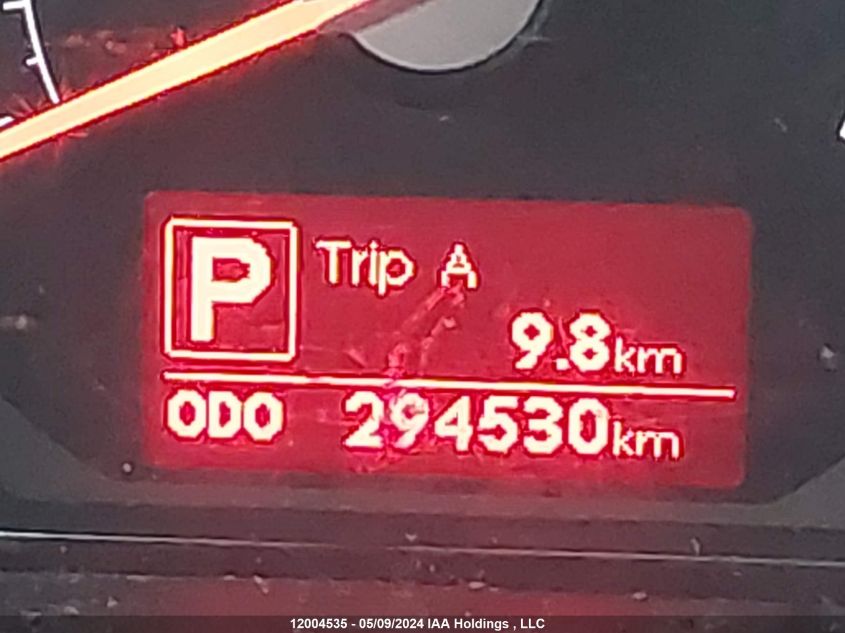 P
Trip A
9.8km
ODO 294530km
12004535 - 05/09/2024 IAA Holdings , LLC